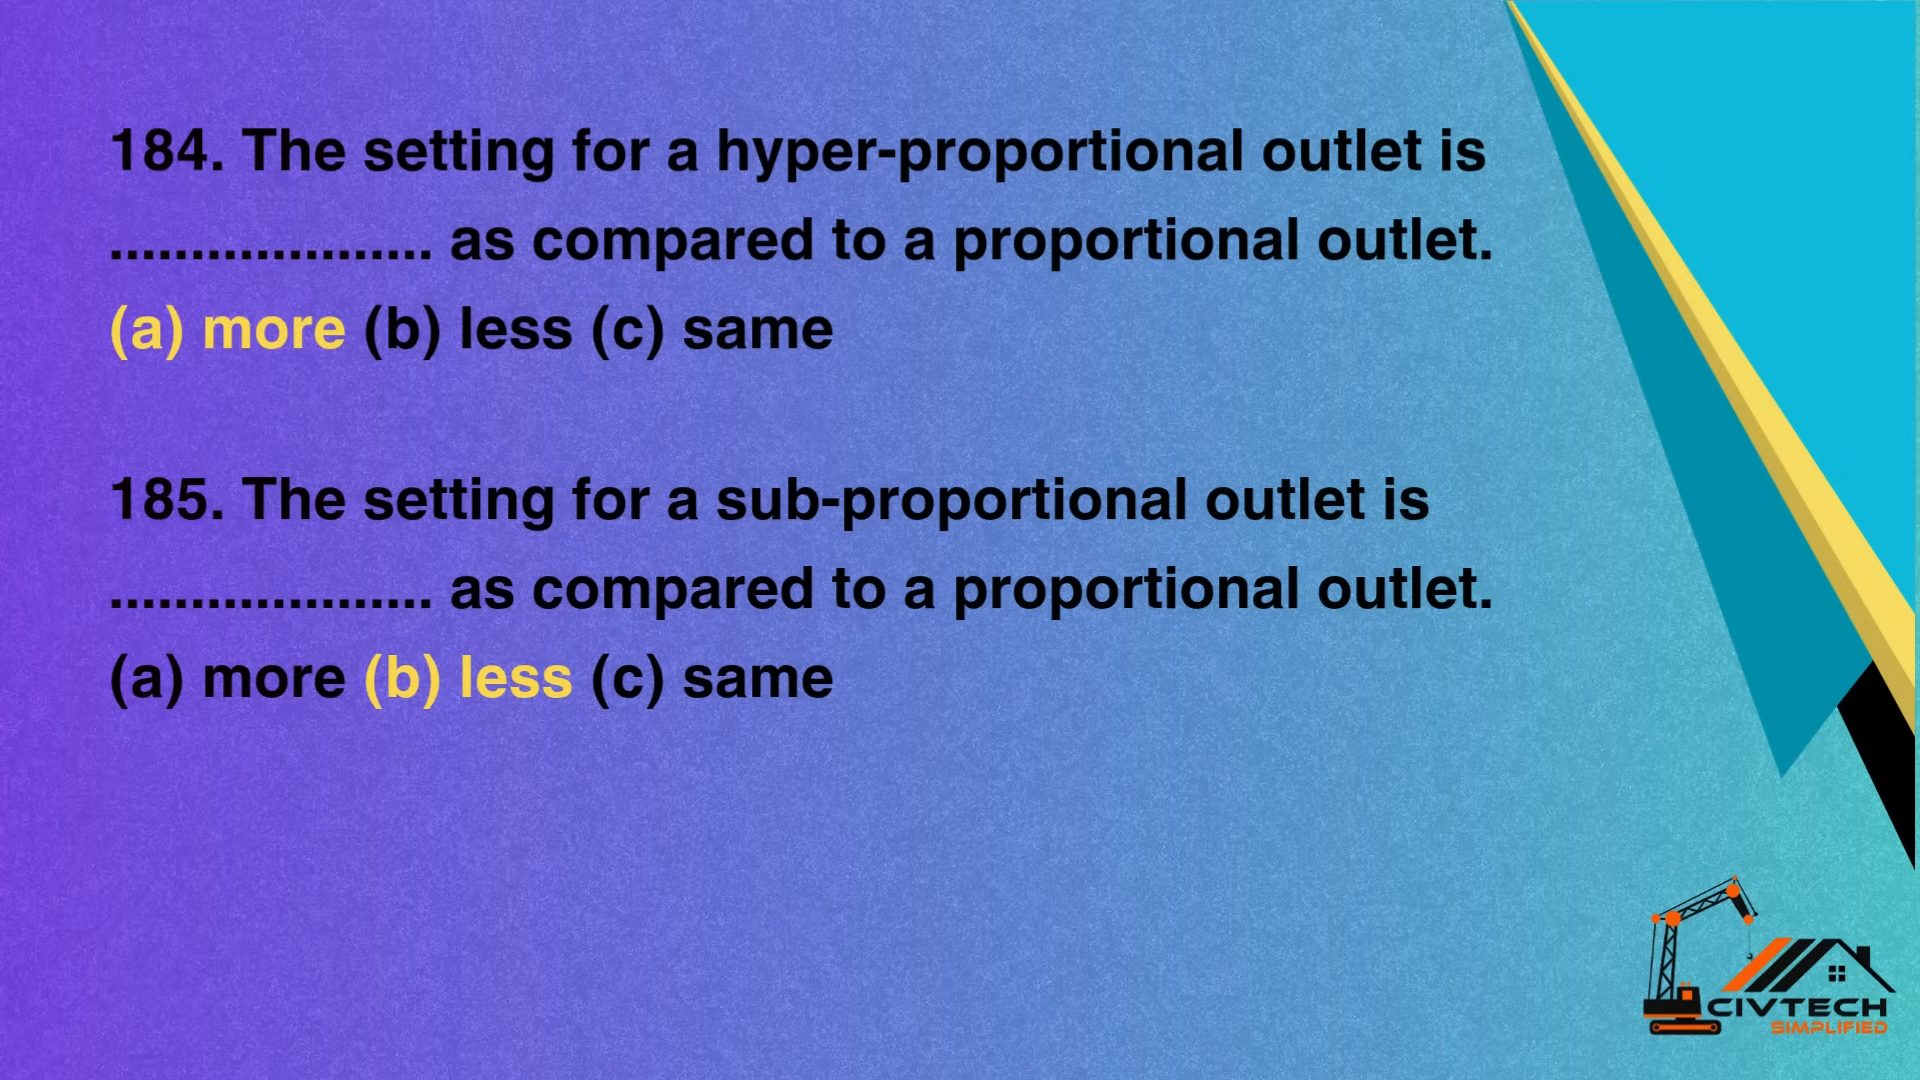 184. The setting for a hyper-proportional outlet is
.................... as compared to a proportional outlet.
(a) more (b) less (c) same
185. The setting for a sub-proportional outlet is
.................... as compared to a proportional outlet.
(a) more (b) less (c) same
CIVTECH
SIMPLIFIED